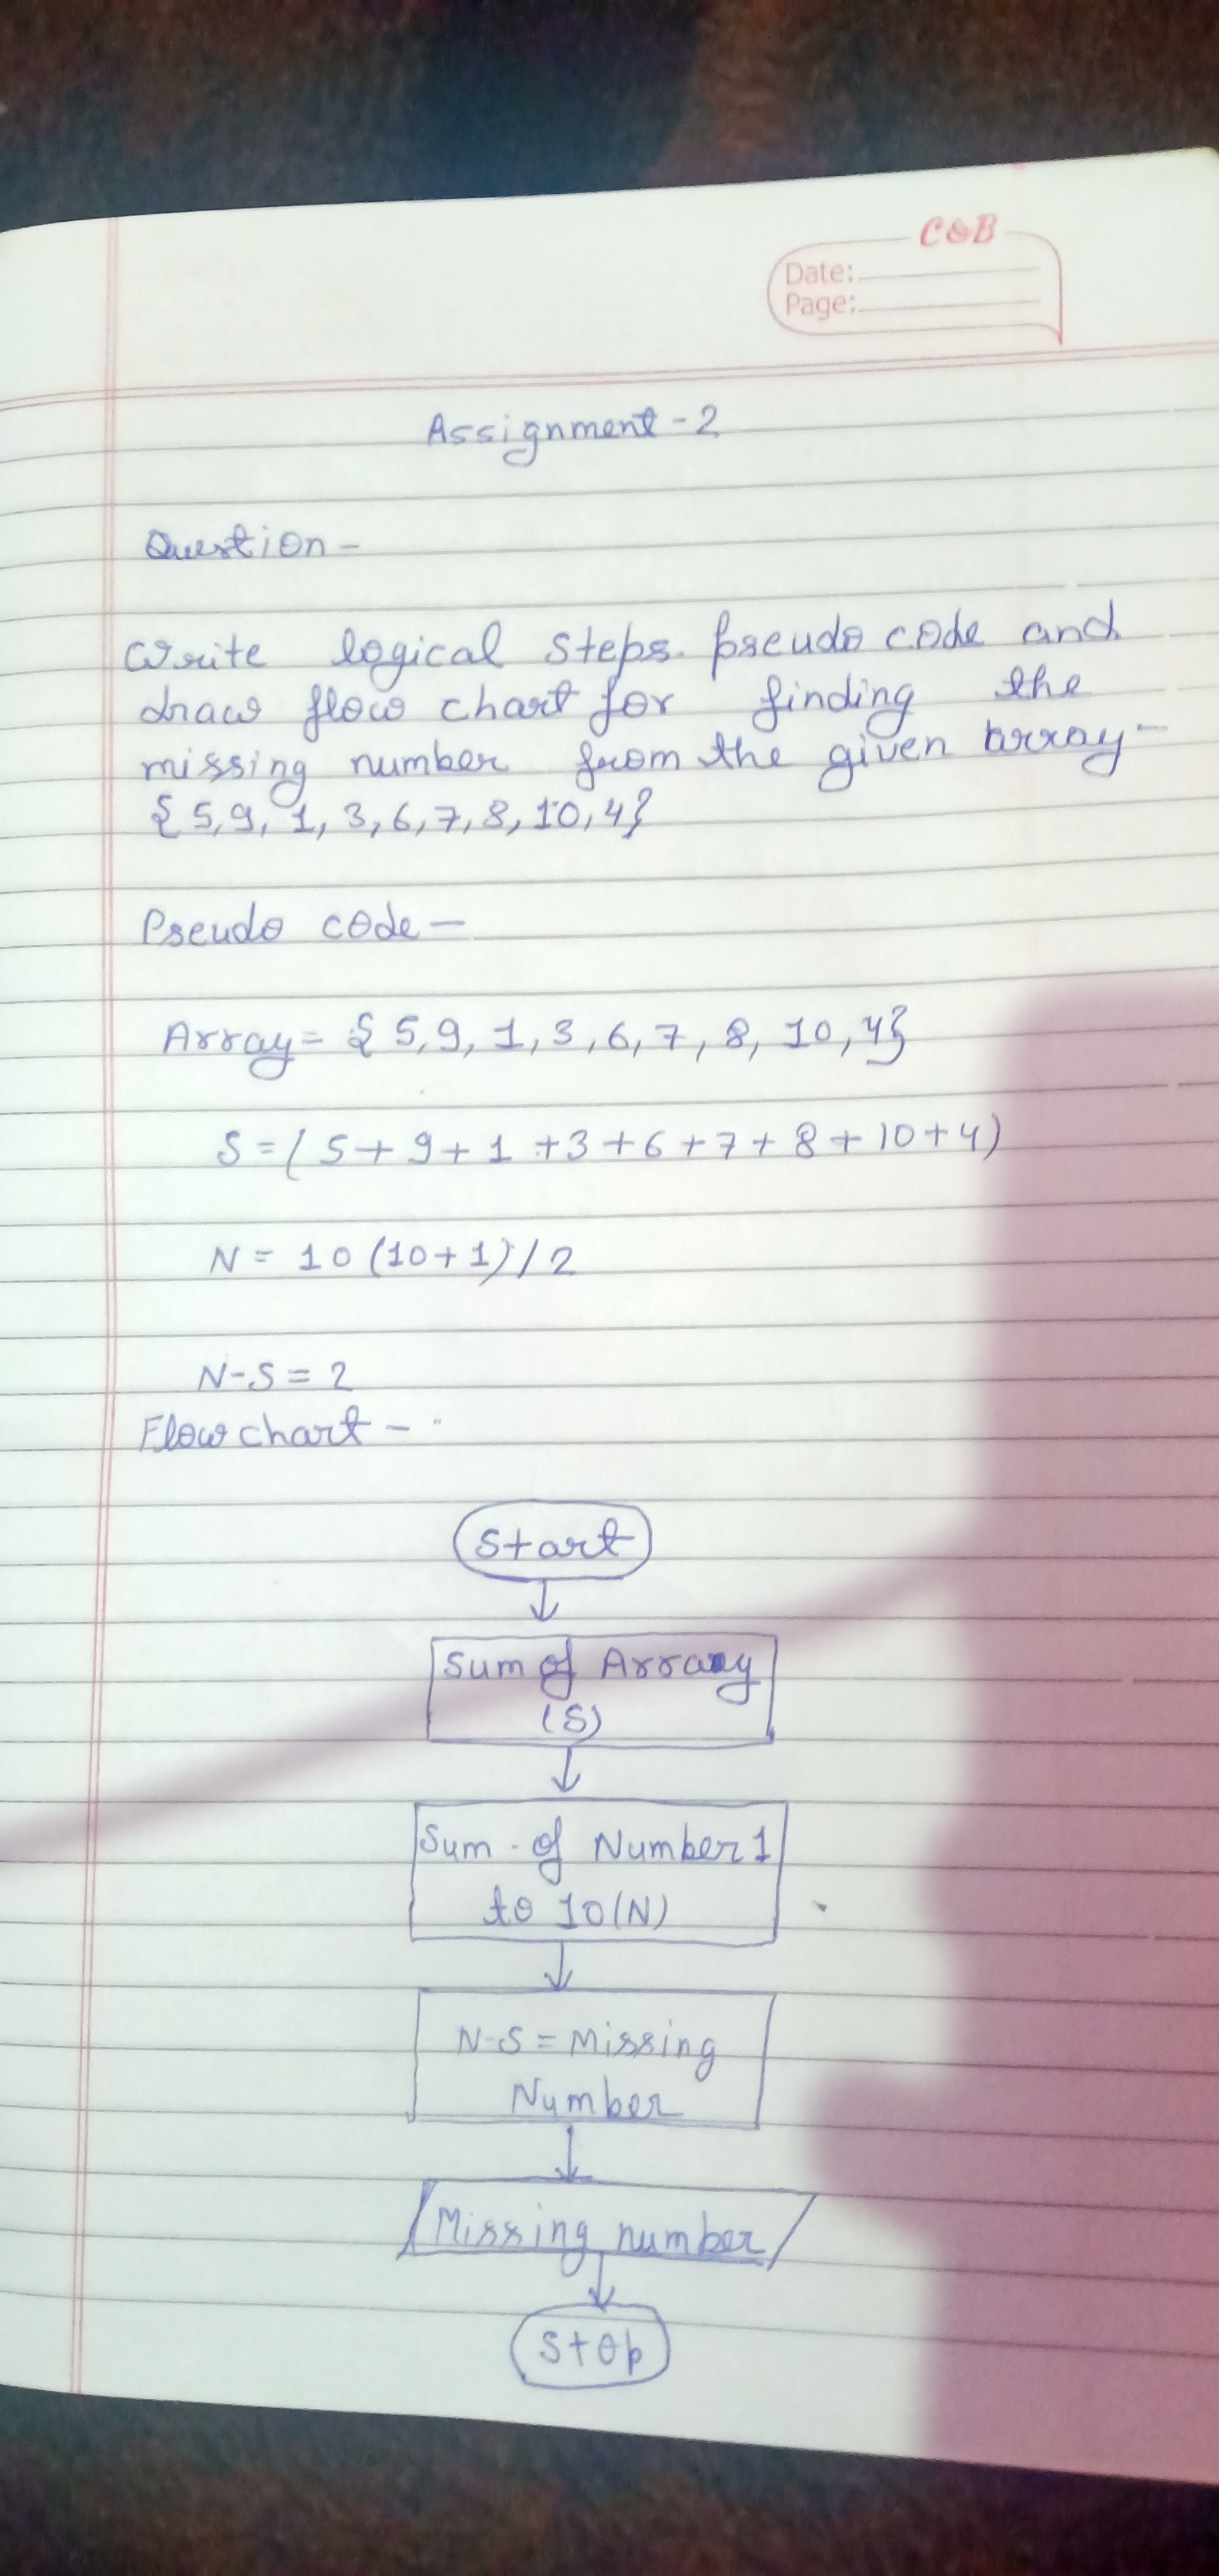 C&B
Date:
Page:
Assignment - 2
Question -
Write logical steps. pseudo code and
draw flow chart for finding the
missing number from the given array -
{ 5, 9, 1, 3, 6, 7, 8, 10, 4}
Pseudo code -
Array = { 5, 9, 1, 3, 6, 7, 8, 10, 4}
S = ( 5 + 9 + 1 + 3 + 6 + 7 + 8 + 10 + 4)
N = 10 (10 + 1) / 2
N - S = 2
Flow chart -
Start
Sum of Array
(S)
Sum of Number 1
to 10 (N)
N-S = Missing
Number
Missing number
Stop